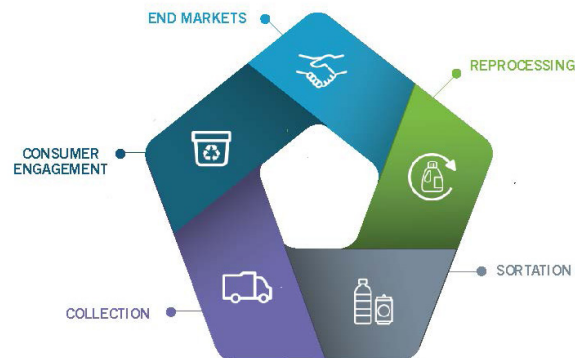 END MARKETS
REPROCESSING
CONSUMER
ENGAGEMENT
SORTATION
COLLECTION